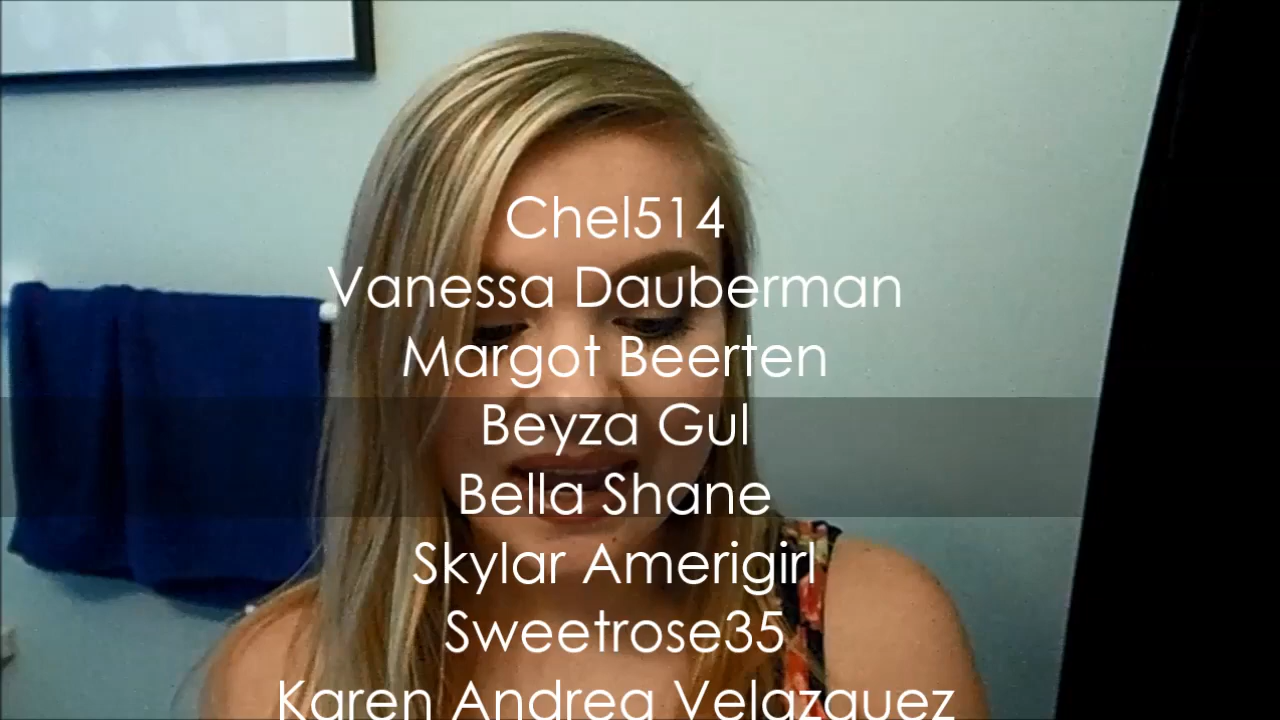 Chel514
Vanessa Dauberman
Margot Beerten
Beyza Gul
Bella Shane
Skylar Amerigirl
Sweetrose35
Karen Andrea Velazquez